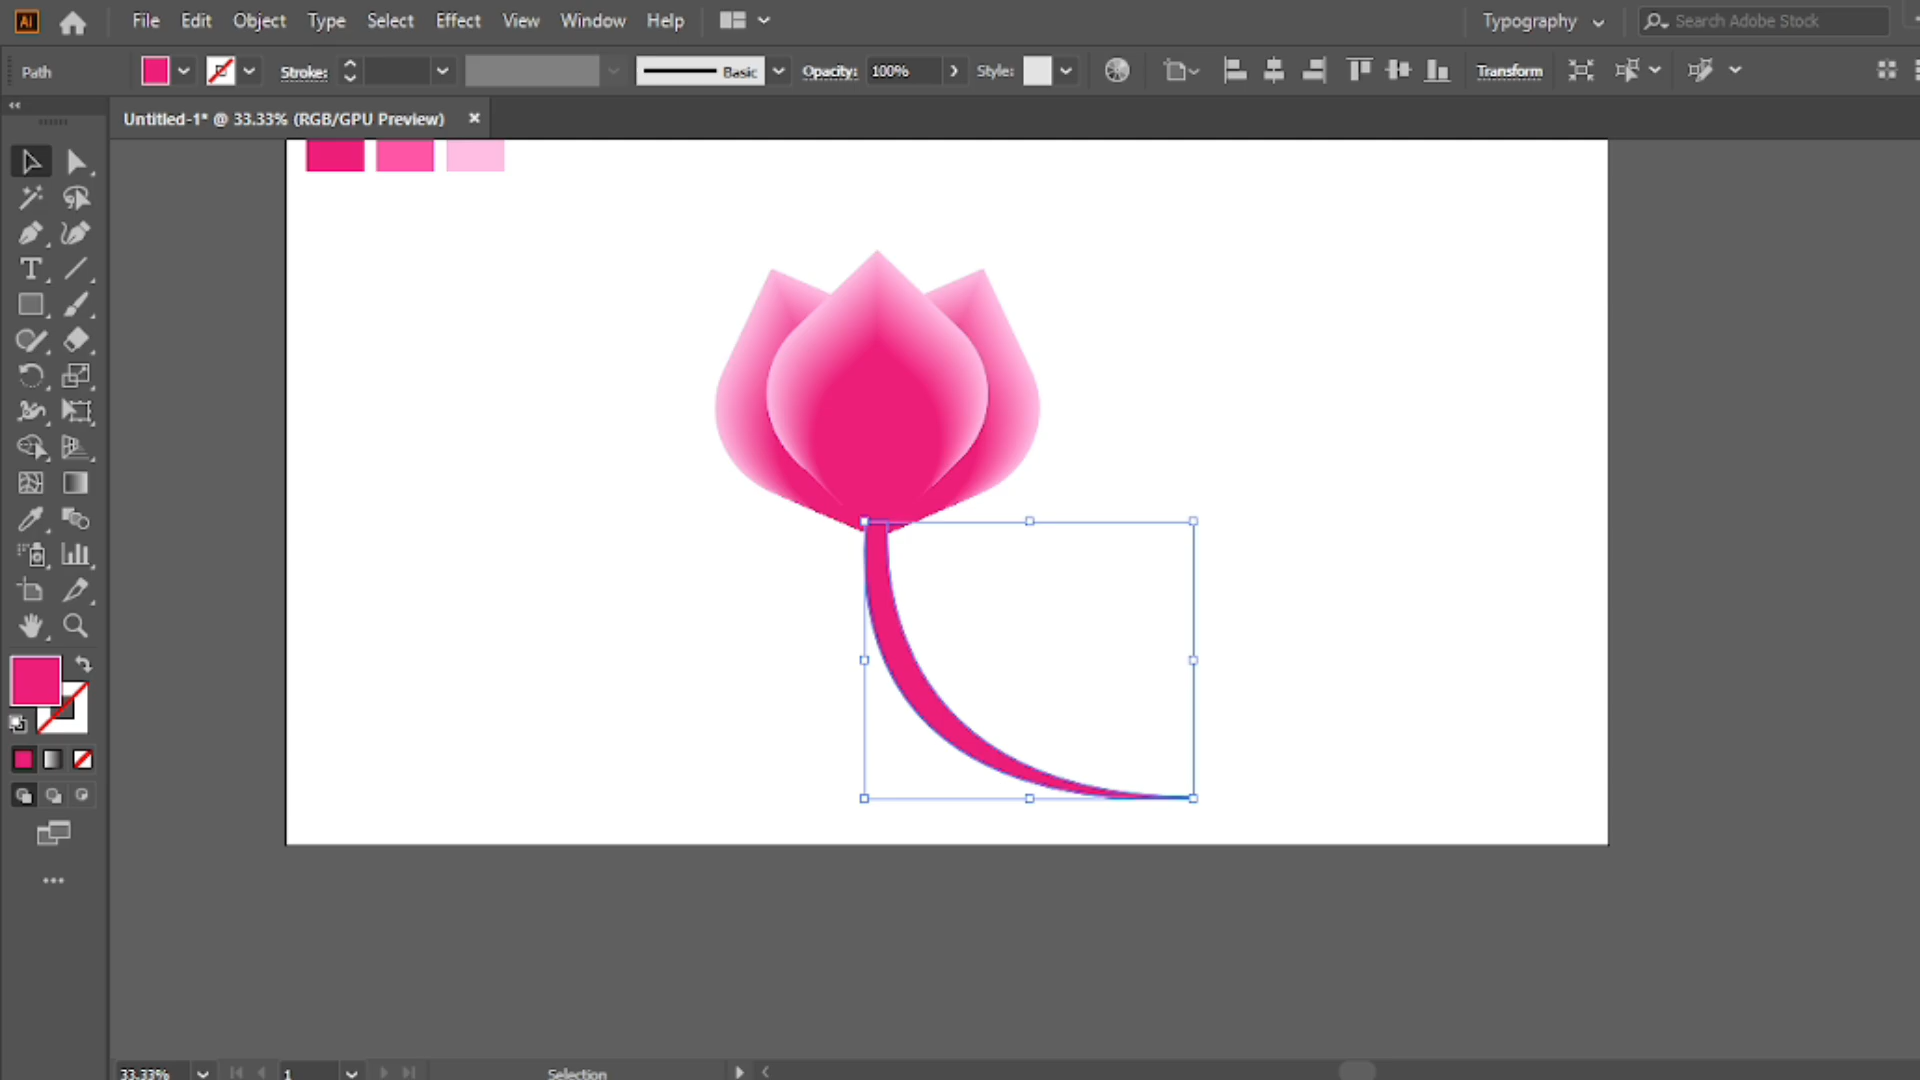 Ai File Edit Object Type Select Effect View Window Help Typography Search Adobe Stock
Path Stroke: Basic Opacity: 100% Style: Transform
Untitled-1* @ 33.33% (RGB/GPU Preview) ×
T
33.33% 1 Selection